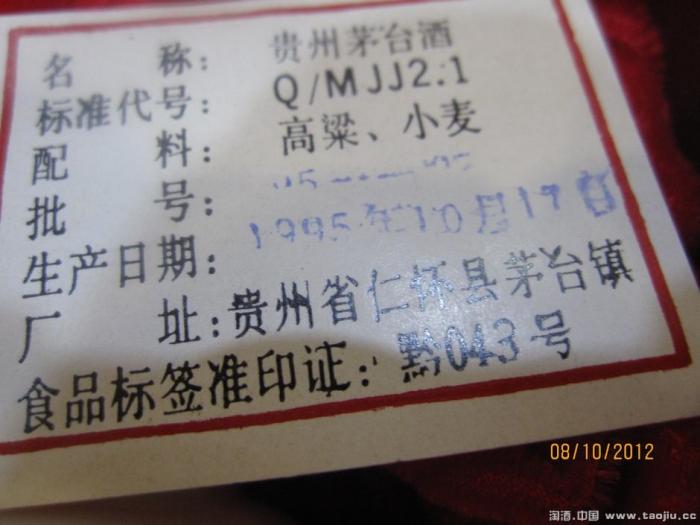 名 称: 贵州茅台酒
标准代号: Q/MJJ2.1
配 料: 高粱、小麦
批 号:
生产日期: 1995年10月17日
厂 址: 贵州省仁怀县茅台镇
食品标签准印证: 黔043号
08/10/2012
淘酒.中国 www.taojiu.cc